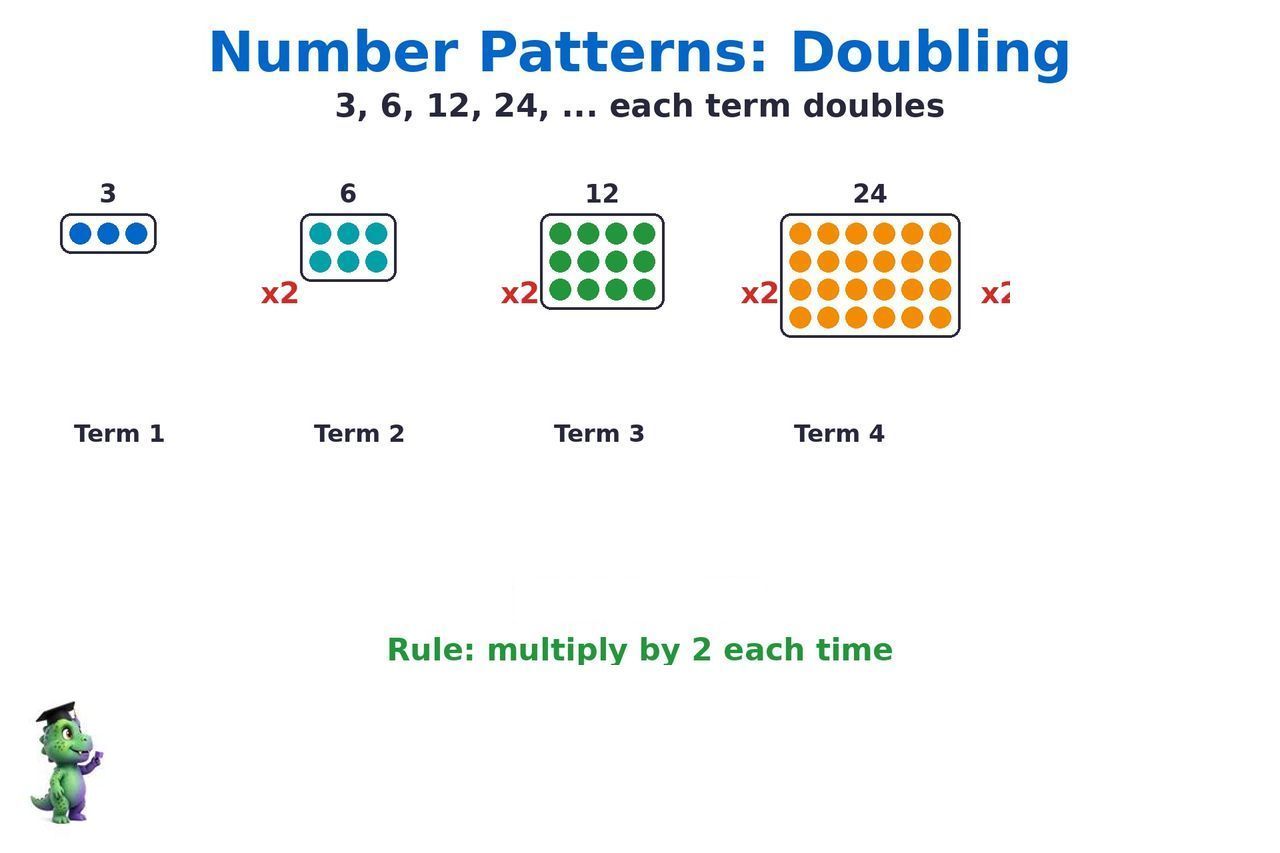 Number Patterns: Doubling
3, 6, 12, 24, ... each term doubles
3 6 12 24
x2 x2 x2 x2
Term 1 Term 2 Term 3 Term 4
Rule: multiply by 2 each time